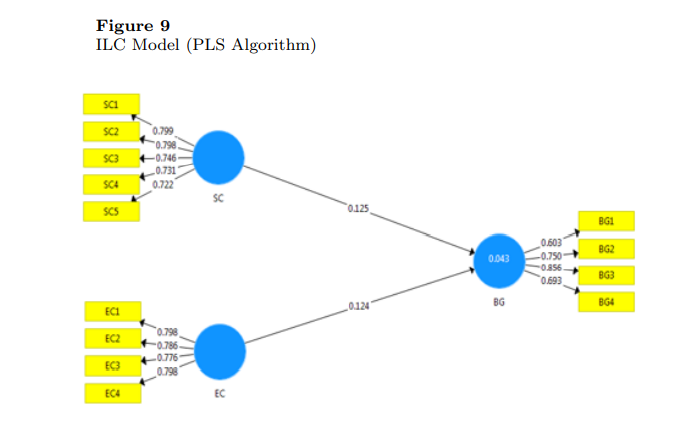 Figure 9
ILC Model (PLS Algorithm)
SC1
SC2
SC3
SC4
SC5
0.799
0.798
0.746
0.731
0.722
SC
0.125
BG1
BG2
BG3
BG4
0.603
0.750
0.856
0.693
0.043
BG
0.124
EC1
EC2
EC3
EC4
0.798
0.786
0.776
0.798
EC